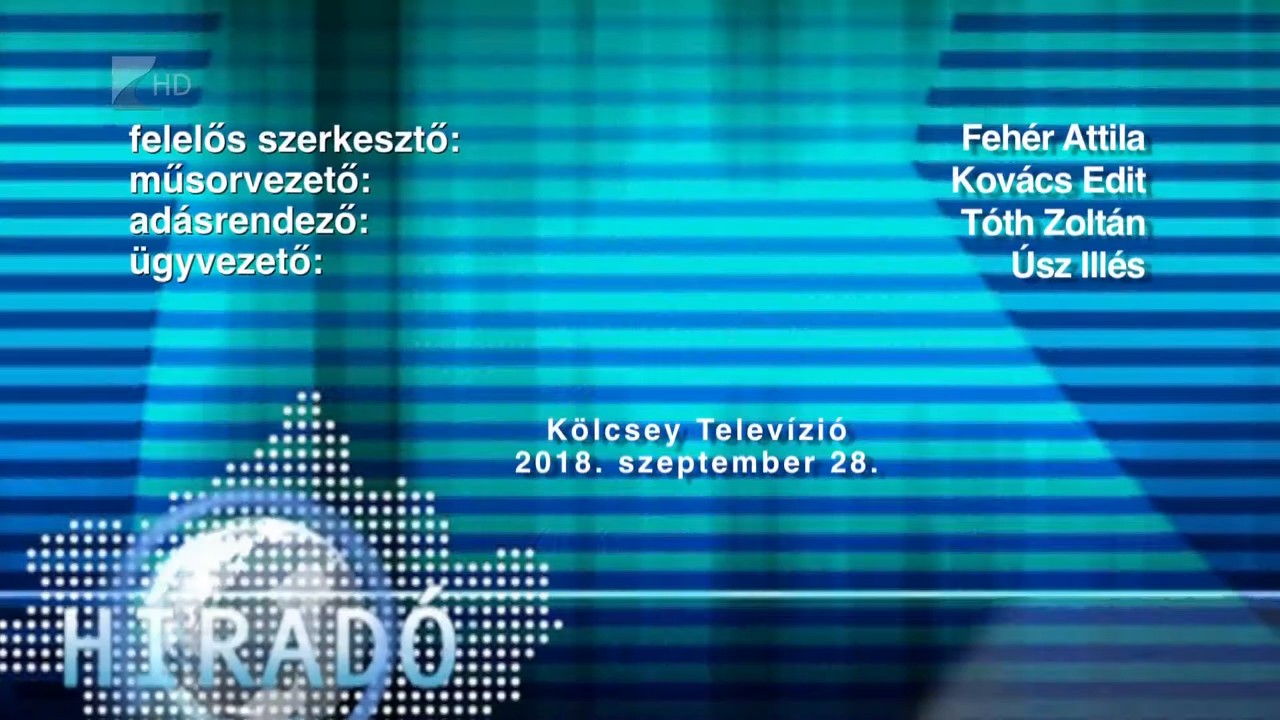 HD
felelős szerkesztő: Fehér Attila
műsorvezető: Kovács Edit
adásrendező: Tóth Zoltán
ügyvezető: Úsz Illés
Kölcsey Televízió
2018. szeptember 28.
HÍRADÓ